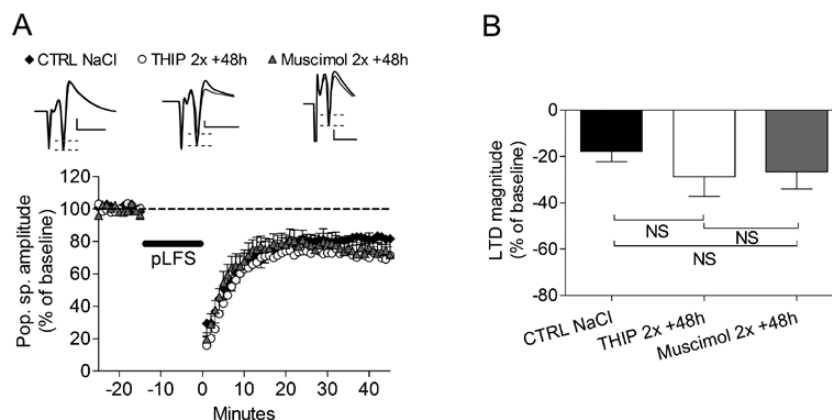 A
CTRL NaCl THIP 2x +48h Muscimol 2x +48h
Pop. sp. amplitude
(% of baseline)
120
100
80
60
40
20
0
pLFS
-20 -10 0 10 20 30 40
Minutes
B
LTD magnitude
(% of baseline)
0
-20
-40
-60
-80
NS NS
NS
CTRL NaCl
THIP 2x +48h
Muscimol 2x +48h